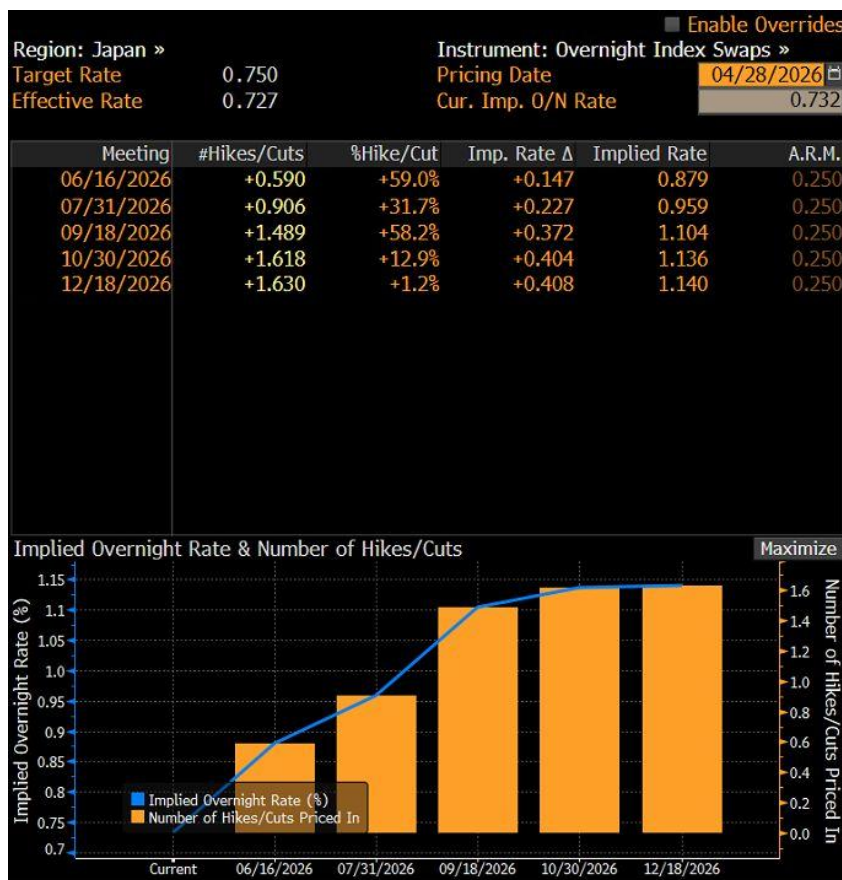 Enable Overrides
Region: Japan » Instrument: Overnight Index Swaps »
Target Rate 0.750 Pricing Date 04/28/2026
Effective Rate 0.727 Cur. Imp. O/N Rate 0.732
Meeting #Hikes/Cuts %Hike/Cut Imp. Rate Δ Implied Rate A.R.M.
06/16/2026 +0.590 +59.0% +0.147 0.879 0.250
07/31/2026 +0.906 +31.7% +0.227 0.959 0.250
09/18/2026 +1.489 +58.2% +0.372 1.104 0.250
10/30/2026 +1.618 +12.9% +0.404 1.136 0.250
12/18/2026 +1.630 +1.2% +0.408 1.140 0.250
Implied Overnight Rate & Number of Hikes/Cuts Maximize
Implied Overnight Rate (%)
1.15
1.1
1.05
1.0
0.95
0.9
0.85
0.8
0.75
0.7
Implied Overnight Rate (%)
Number of Hikes/Cuts Priced In
1.6
1.4
1.2
1.0
0.8
0.6
0.4
0.2
0.0
Number of Hikes/Cuts Priced In
Current 06/16/2026 07/31/2026 09/18/2026 10/30/2026 12/18/2026